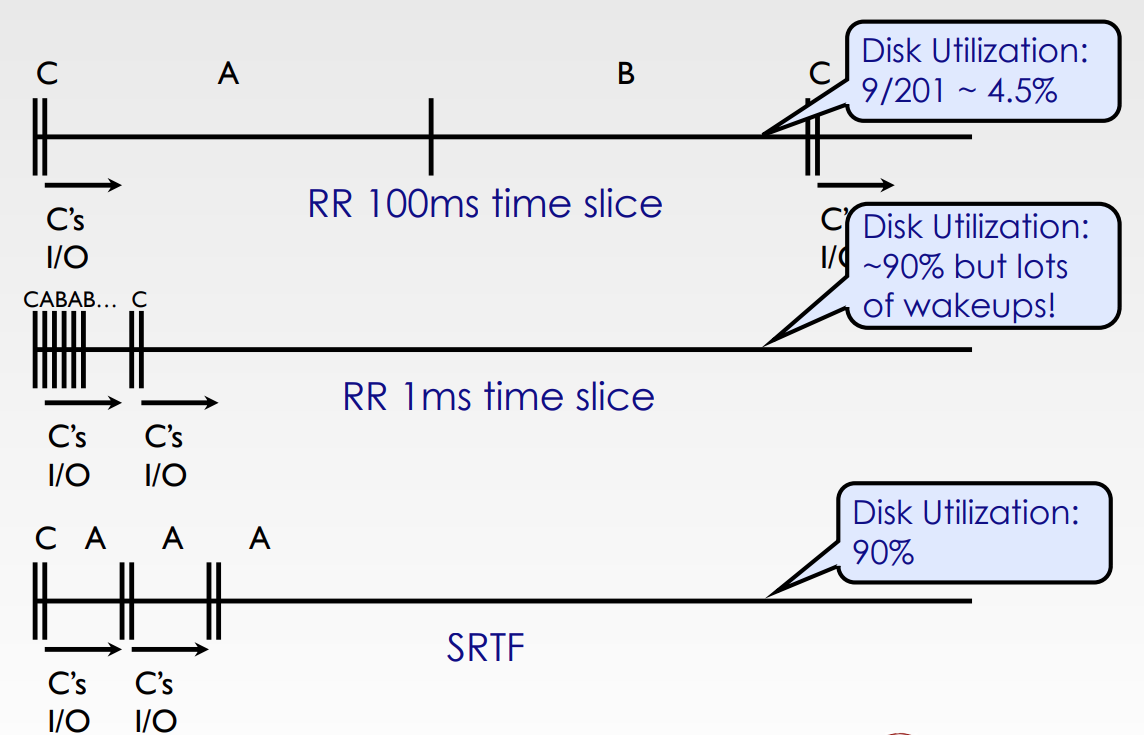 C A B C
Disk Utilization:
9/201 ~ 4.5%
RR 100ms time slice
C's
I/O
Disk Utilization:
~90% but lots
of wakeups!
CABAB... C
RR 1ms time slice
C's C's
I/O I/O
Disk Utilization:
90%
C A A A
SRTF
C's C's
I/O I/O